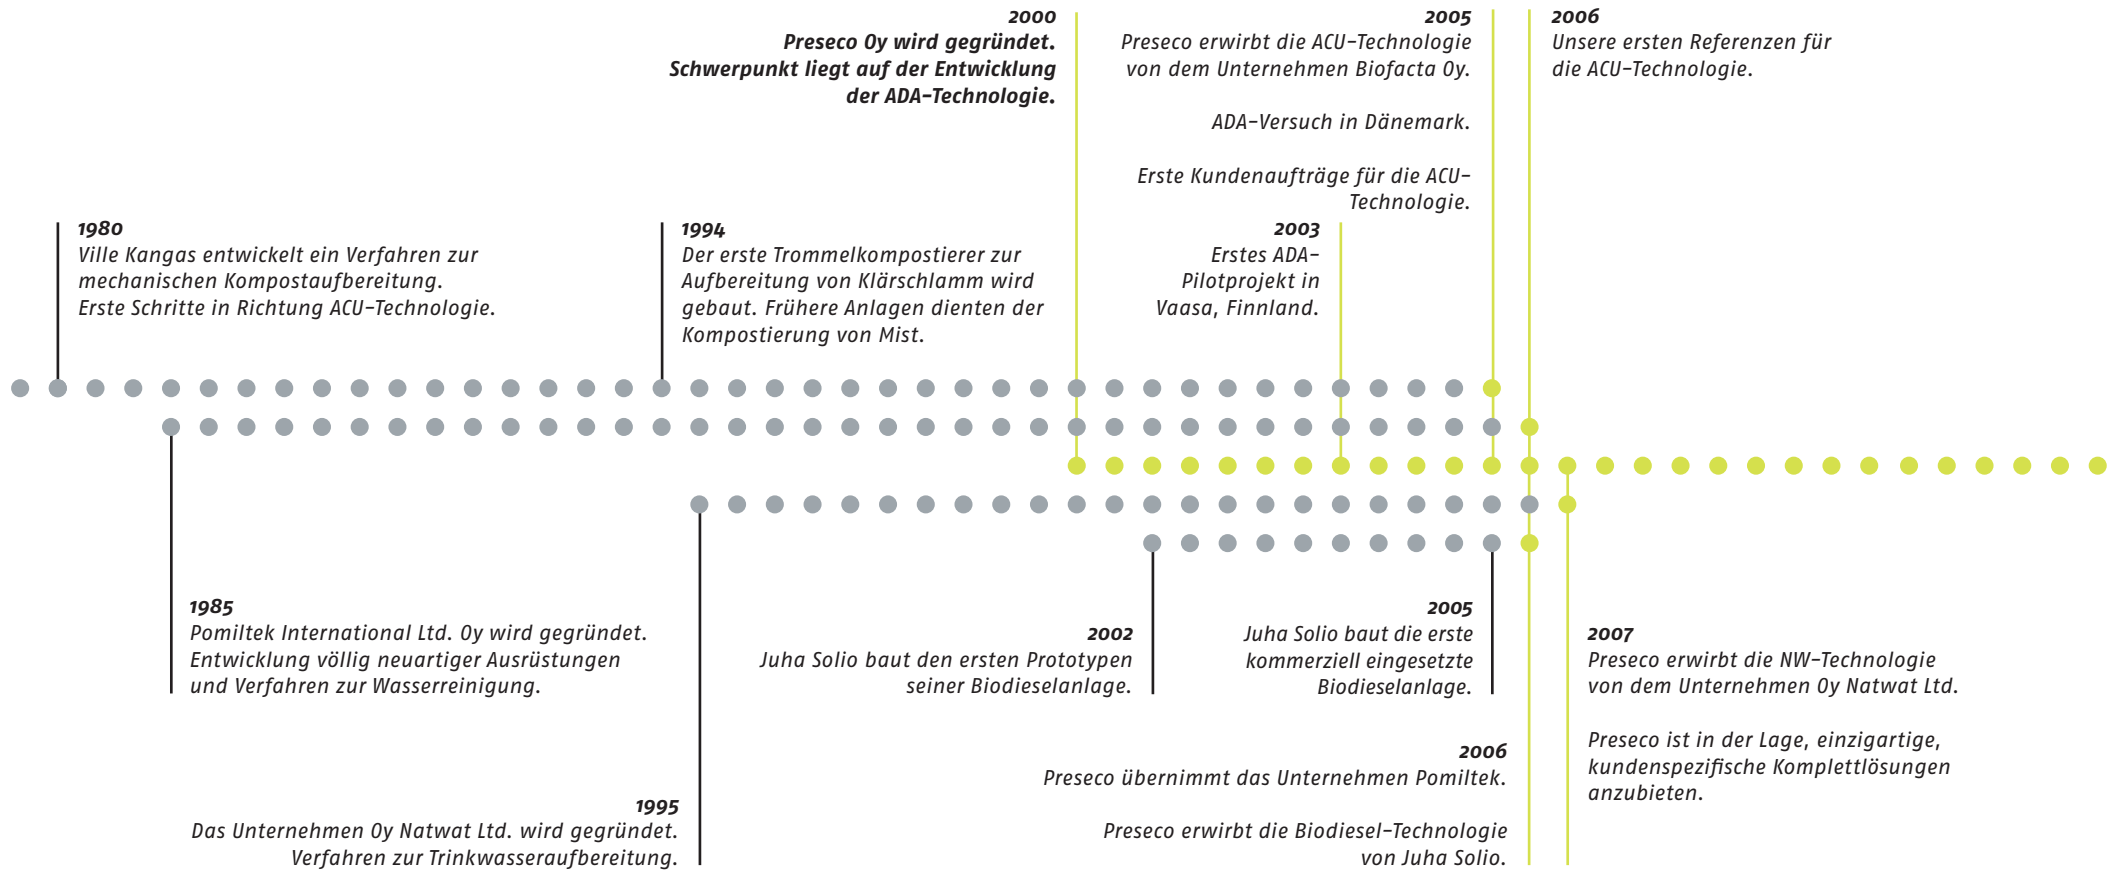 2000
Preseco Oy wird gegründet.
Schwerpunkt liegt auf der Entwicklung
der ADA-Technologie.
2005
Preseco erwirbt die ACU-Technologie
von dem Unternehmen Biofacta Oy.
ADA-Versuch in Dänemark.
Erste Kundenaufträge für die ACU-
Technologie.
2006
Unsere ersten Referenzen für
die ACU-Technologie.
1980
Ville Kangas entwickelt ein Verfahren zur
mechanischen Kompostaufbereitung.
Erste Schritte in Richtung ACU-Technologie.
1994
Der erste Trommelkompostierer zur
Aufbereitung von Klärschlamm wird
gebaut. Frühere Anlagen dienten der
Kompostierung von Mist.
2003
Erstes ADA-
Pilotprojekt in
Vaasa, Finnland.
1985
Pomiltek International Ltd. Oy wird gegründet.
Entwicklung völlig neuartiger Ausrüstungen
und Verfahren zur Wasserreinigung.
2002
Juha Solio baut den ersten Prototypen
seiner Biodieselanlage.
2005
Juha Solio baut die erste
kommerziell eingesetzte
Biodieselanlage.
2007
Preseco erwirbt die NW-Technologie
von dem Unternehmen Oy Natwat Ltd.
Preseco ist in der Lage, einzigartige,
kundenspezifische Komplettlösungen
anzubieten.
2006
Preseco übernimmt das Unternehmen Pomiltek.
Preseco erwirbt die Biodiesel-Technologie
von Juha Solio.
1995
Das Unternehmen Oy Natwat Ltd. wird gegründet.
Verfahren zur Trinkwasseraufbereitung.